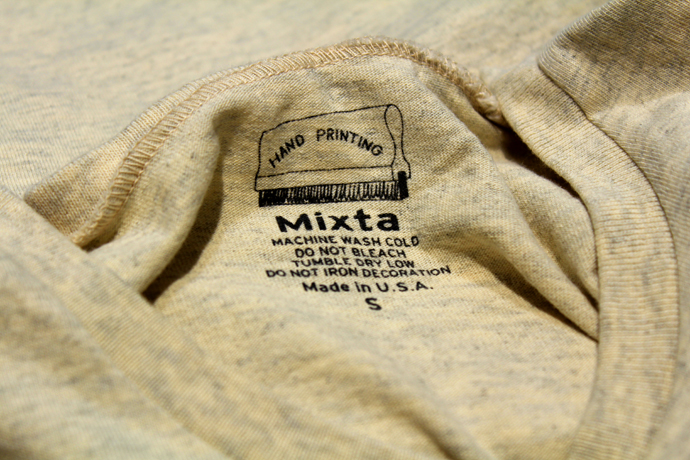 HAND PRINTING
Mixta
MACHINE WASH COLD
DO NOT BLEACH
TUMBLE DRY LOW
DO NOT IRON DECORATION
Made in U.S.A.
S